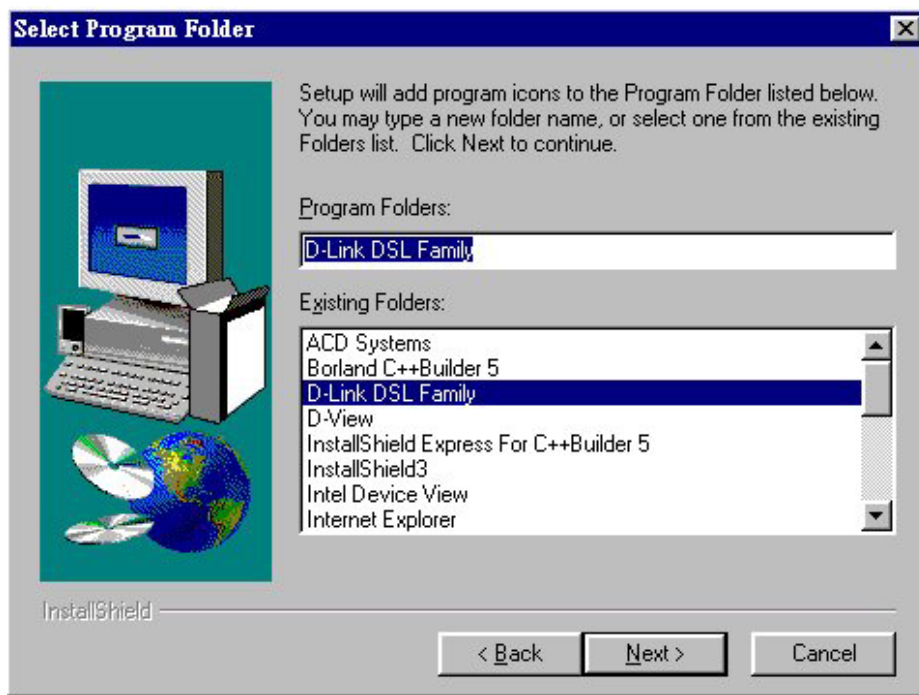 Select Program Folder
Setup will add program icons to the Program Folder listed below.
You may type a new folder name, or select one from the existing
Folders list.  Click Next to continue.
Program Folders:
D-Link DSL Family
Existing Folders:
ACD Systems
Borland C++Builder 5
D-Link DSL Family
D-View
InstallShield Express For C++Builder 5
InstallShield3
Intel Device View
Internet Explorer
InstallShield
< Back
Next >
Cancel